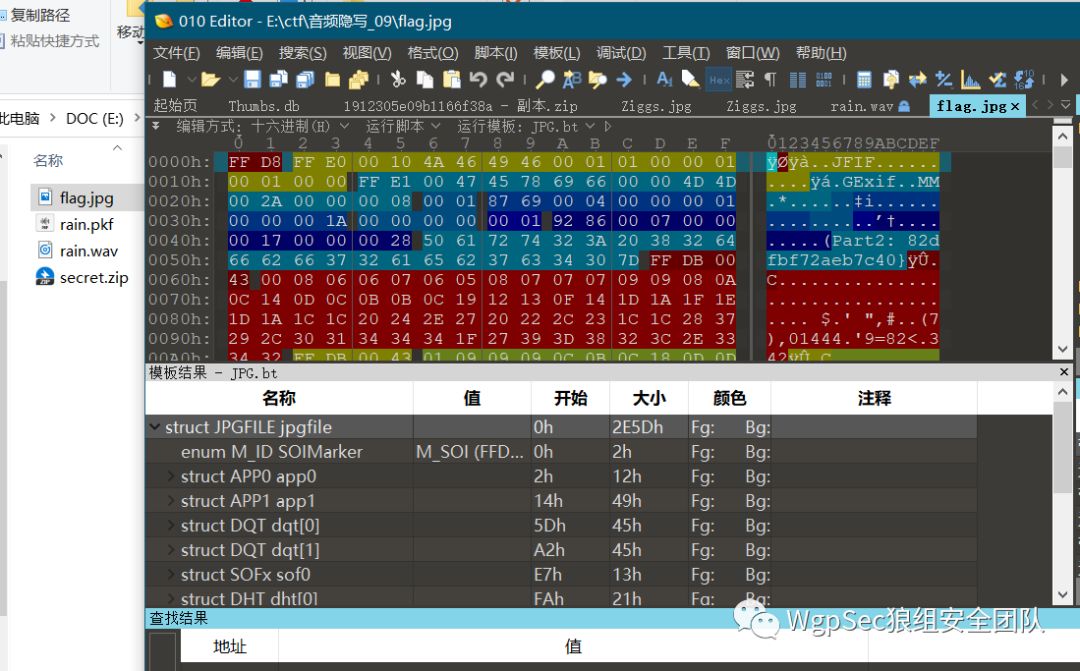 复制路径
粘贴快捷方式
移动
此电脑 > DOC (E:) >
名称
flag.jpg
rain.pkf
rain.wav
secret.zip
010 Editor - E:\ctf\音频隐写_09\flag.jpg
文件(F) 编辑(E) 搜索(S) 视图(V) 格式(O) 脚本(I) 模板(L) 调试(D) 工具(T) 窗口(W) 帮助(H)
起始页 Thumbs.db 1912305e09b1166f38a - 副本.zip Ziggs.jpg Ziggs.jpg rain.wav flag.jpg ×
编辑方式: 十六进制(H) 运行脚本 运行模板: JPG.bt
0 1 2 3 4 5 6 7 8 9 A B C D E F 0123456789ABCDEF
0000h: FF D8 FF E0 00 10 4A 46 49 46 00 01 01 00 00 01 ÿØÿà..JFIF......
0010h: 00 01 00 00 FF E1 00 47 45 78 69 66 00 00 4D 4D ....ÿá.GExif..MM
0020h: 00 2A 00 00 00 08 00 01 87 69 00 04 00 00 00 01 .*......‡i......
0030h: 00 00 00 1A 00 00 00 00 00 01 92 86 00 07 00 00 ..........’†....
0040h: 00 17 00 00 00 28 50 61 72 74 32 3A 20 38 32 64 .....(Part2: 82d
0050h: 66 62 66 37 32 61 65 62 37 63 34 30 7D FF DB 00 fbf72aeb7c40}ÿÛ.
0060h: 43 00 08 06 06 07 06 05 08 07 07 07 09 09 08 0A C...............
0070h: 0C 14 0D 0C 0B 0B 0C 19 12 13 0F 14 1D 1A 1F 1E ................
0080h: 1D 1A 1C 1C 20 24 2E 27 20 22 2C 23 1C 1C 28 37 .... $.' ",#..(7
0090h: 29 2C 30 31 34 34 34 1F 27 39 3D 38 32 3C 2E 33 ),01444.'9=82<.3
00A0h: 34 32 FF DB 00 43 01 09 09 09 0C 0B 0C 18 0D 0D 42ÿÛ.C
模板结果 - JPG.bt ×
名称 值 开始 大小 颜色 注释
struct JPGFILE jpgfile 0h 2E5Dh Fg: Bg:
enum M_ID SOIMarker M_SOI (FFD... 0h 2h Fg: Bg:
struct APP0 app0 2h 12h Fg: Bg:
struct APP1 app1 14h 49h Fg: Bg:
struct DQT dqt[0] 5Dh 45h Fg: Bg:
struct DQT dqt[1] A2h 45h Fg: Bg:
struct SOFx sof0 E7h 13h Fg: Bg:
struct DHT dht[0] FAh 21h Fg: Bg:
查找结果
地址 值
WgpSec狼组安全团队